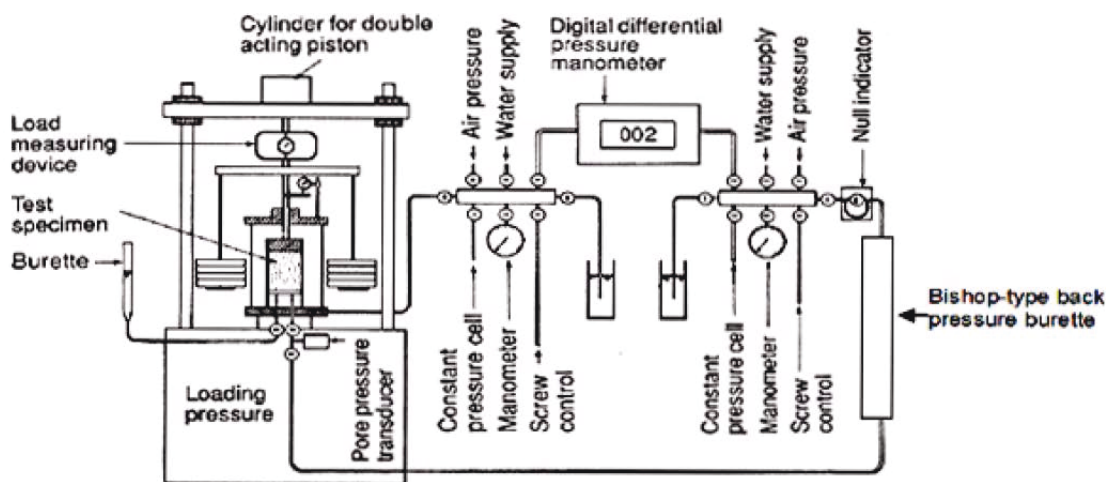 Cylinder for double
acting piston
Load
measuring
device
Test
specimen
Burette
Loading
pressure
Pore pressure
transducer
Air pressure
Water supply
Digital differential
pressure
manometer
002
Constant
pressure cell
Manometer
Screw
control
Water supply
Air pressure
Null indicator
Constant
pressure cell
Manometer
Screw
control
Bishop-type back
pressure burette